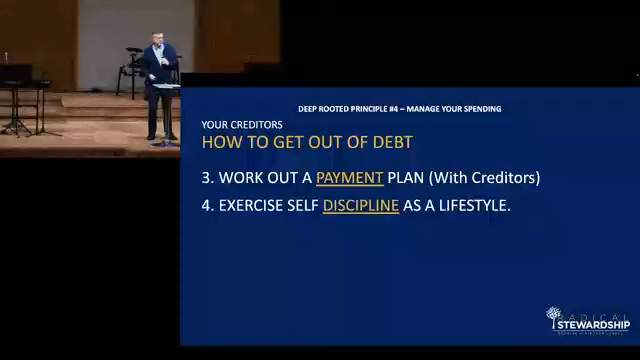 DEEP ROOTED PRINCIPLE #4 – MANAGE YOUR SPENDING
YOUR CREDITORS
HOW TO GET OUT OF DEBT
3. WORK OUT A PAYMENT PLAN (With Creditors)
4. EXERCISE SELF DISCIPLINE AS A LIFESTYLE.
RADICAL
STEWARDSHIP